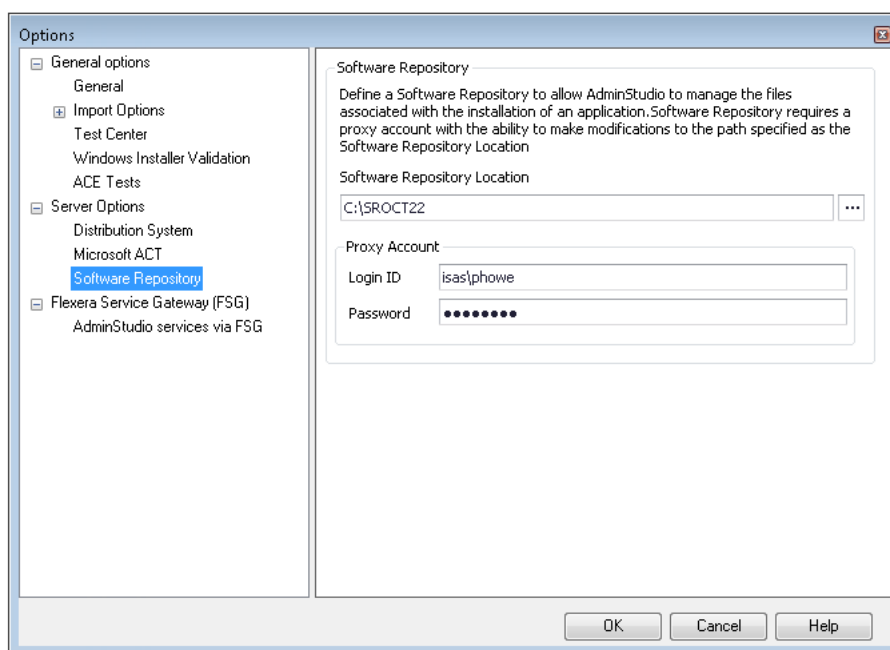 Options
General options
General
Import Options
Test Center
Windows Installer Validation
ACE Tests
Server Options
Distribution System
Microsoft ACT
Software Repository
Flexera Service Gateway (FSG)
AdminStudio services via FSG
Software Repository
Define a Software Repository to allow AdminStudio to manage the files
associated with the installation of an application.Software Repository requires a
proxy account with the ability to make modifications to the path specified as the
Software Repository Location
Software Repository Location
C:\SROCT22
...
Proxy Account
Login ID
isas\phowe
Password
●●●●●●●●
OK
Cancel
Help